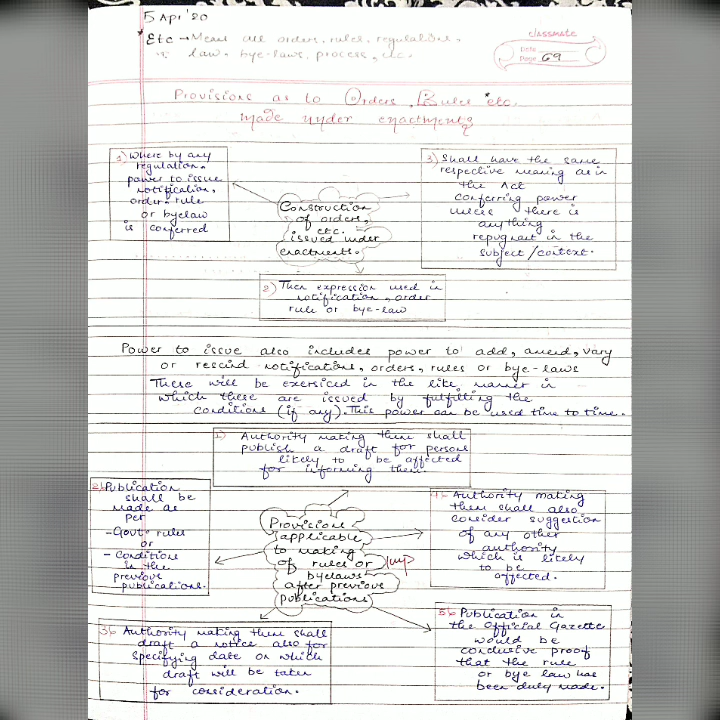 5 Apr '20
*Etc → Means are orders, rules, regulations,
law, bye-laws, process, etc.
classmate
Date
Page 69
Provisions as to Orders, Rules *etc.
made under enactments
1) Where by any
regulation,
power to issue
notification,
order, rule
or byelaw
is conferred
Construction
of orders,
etc.
issued under
enactments.
3) Shall have the same
respective meaning as in
the Act
conferring power
unless there is
anything
repugnant in the
subject/context.
2) Then expression used in
notification, order
rule or bye-law
Power to issue also includes power to add, amend, vary
or rescind notifications, orders, rules or bye-laws
These will be exersiced in the like manner in
which these are issued by fulfilling the
conditions (if any). This power can be used time to time.
1) Authority making them shall
publish a draft for persons
likely to be affected
for informing them.
2) Publication
shall be
made as
per
- Govt rules
or
- Conditions
in the
previous
publications.
Provisions
applicable
to making
of rules or
byelaws
after previous
publications
imp
4) Authority making
them shall also
consider suggestion
of any other
authority
which is likely
to be
affected.
3) Authority making them shall
draft a notice also for
specifying date on which
draft will be taken
for consideration.
5) Publication in
the Official Gazette
would be
conclusive proof
that the rule
or bye law has
been duly made.